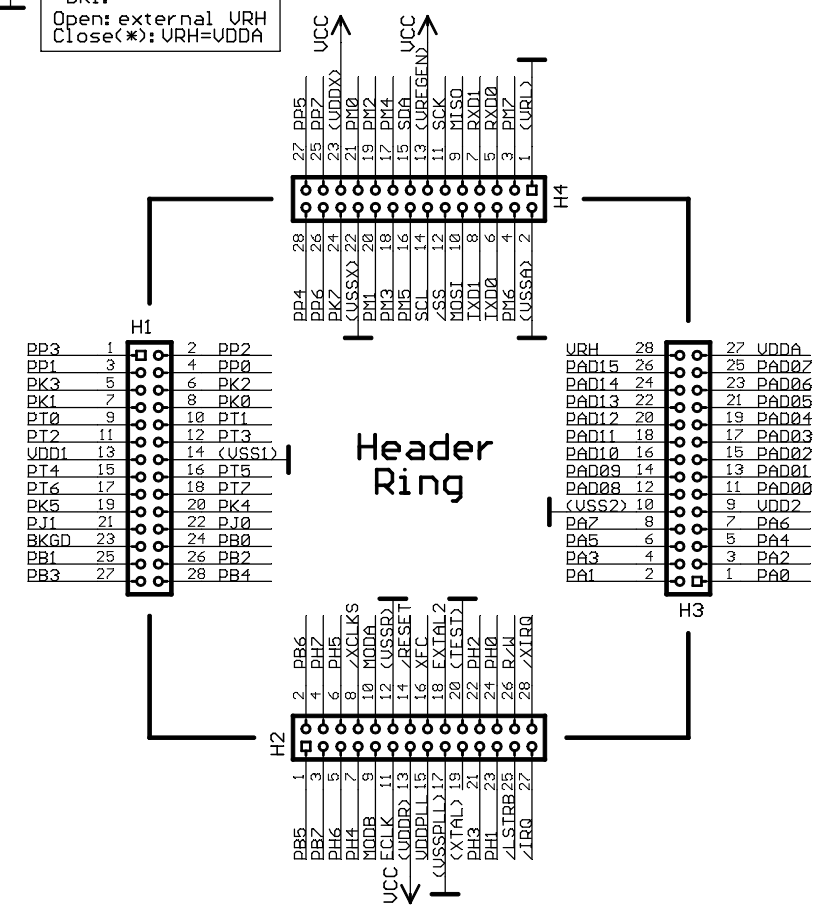 Open: external VRH
Close(*): VRH=VDDA
VCC VCC
27 PP5
25 PP7
23 (VDDX)
21 PM0
19 PM2
17 PM4
15 SDA
13 (VREGEN)
11 SCK
9 MISO
7 RXD1
5 RXD0
3 PM7
1 (VRL)
H4
28 PP4
26 PP6
24 PK7
22 (VSSX)
20 PM1
18 PM3
16 PM5
14 SCL
12 /SS
10 MOSI
8 TXD1
6 TXD0
4 PM6
2 (VSSA)
H1
PP3 1 2 PP2
PP1 3 4 PP0
PK3 5 6 PK2
PK1 7 8 PK0
PT0 9 10 PT1
PT2 11 12 PT3
VDD1 13 14 (VSS1)
PT4 15 16 PT5
PT6 17 18 PT7
PK5 19 20 PK4
PJ1 21 22 PJ0
BKGD 23 24 PB0
PB1 25 26 PB2
PB3 27 28 PB4
Header
Ring
VRH 28 27 VDDA
PAD15 26 25 PAD07
PAD14 24 23 PAD06
PAD13 22 21 PAD05
PAD12 20 19 PAD04
PAD11 18 17 PAD03
PAD10 16 15 PAD02
PAD09 14 13 PAD01
PAD08 12 11 PAD00
(VSS2) 10 9 VDD2
PA7 8 7 PA6
PA5 6 5 PA4
PA3 4 3 PA2
PA1 2 1 PA0
H3
2 PB6
4 PH7
6 PH5
8 /XCLKS
10 MODA
12 (VSSR)
14 /RESET
16 XFC
18 EXTAL2
20 (TEST)
22 PH2
24 PH0
26 R/W
28 /XIRQ
H2
1 PB5
3 PB7
5 PH6
7 PH4
9 MODB
11 ECLK
13 (VDDR)
15 VDDPLL
17 (VSSPLL)
19 (XTAL)
21 PH3
23 PH1
25 /LSTRB
27 /IRQ
VCC